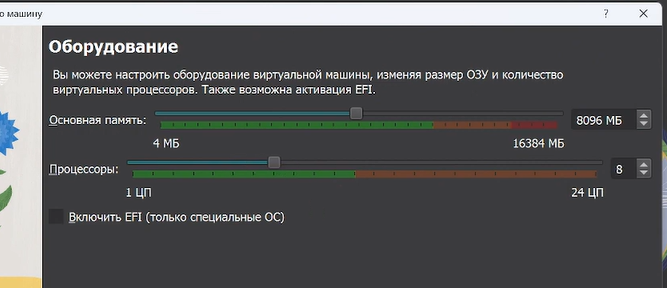 ю машину
?
Оборудование
Вы можете настроить оборудование виртуальной машины, изменяя размер ОЗУ и количество
виртуальных процессоров. Также возможна активация EFI.
Основная память:
8096 МБ
4 МБ
16384 МБ
Процессоры:
8
1 ЦП
24 ЦП
Включить EFI (только специальные ОС)